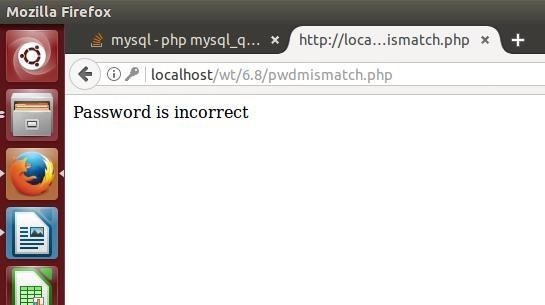 Mozilla Firefox
mysql - php mysql_q...
http://loca...ismatch.php
localhost/wt/6.8/pwdmismatch.php
Password is incorrect